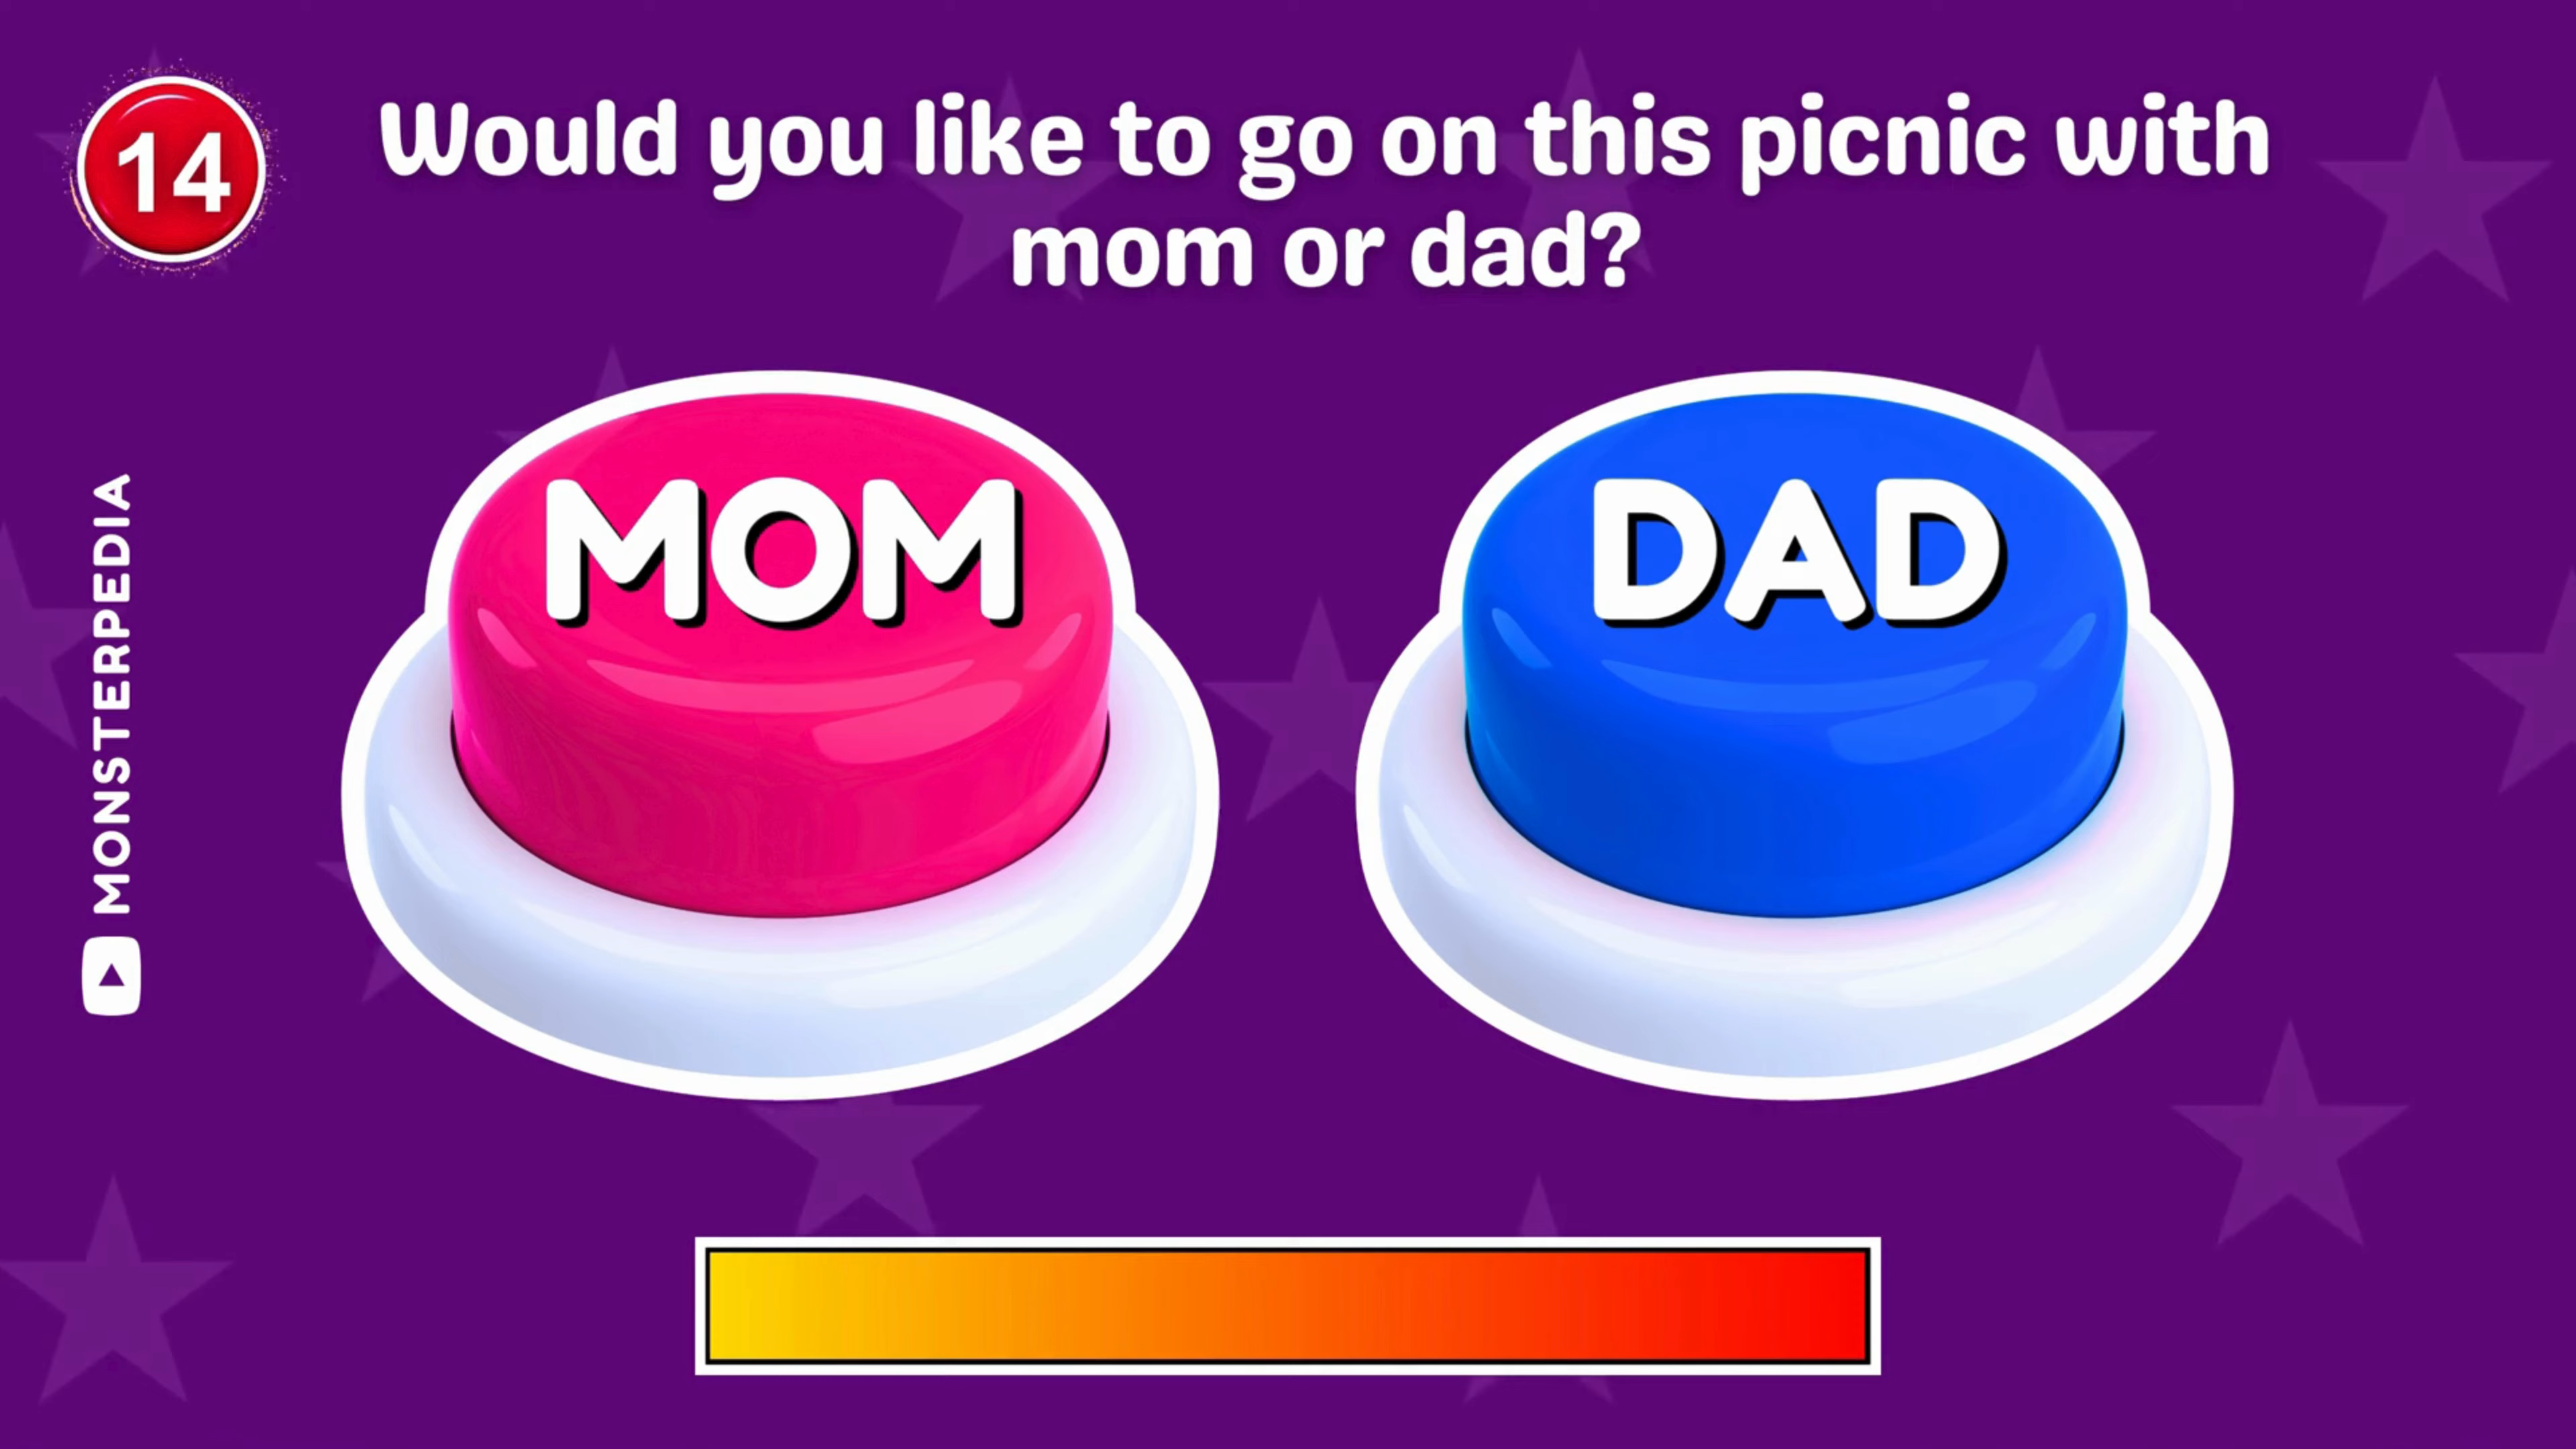 14
Would you like to go on this picnic with
mom or dad?
MOM
DAD
MONSTERPEDIA